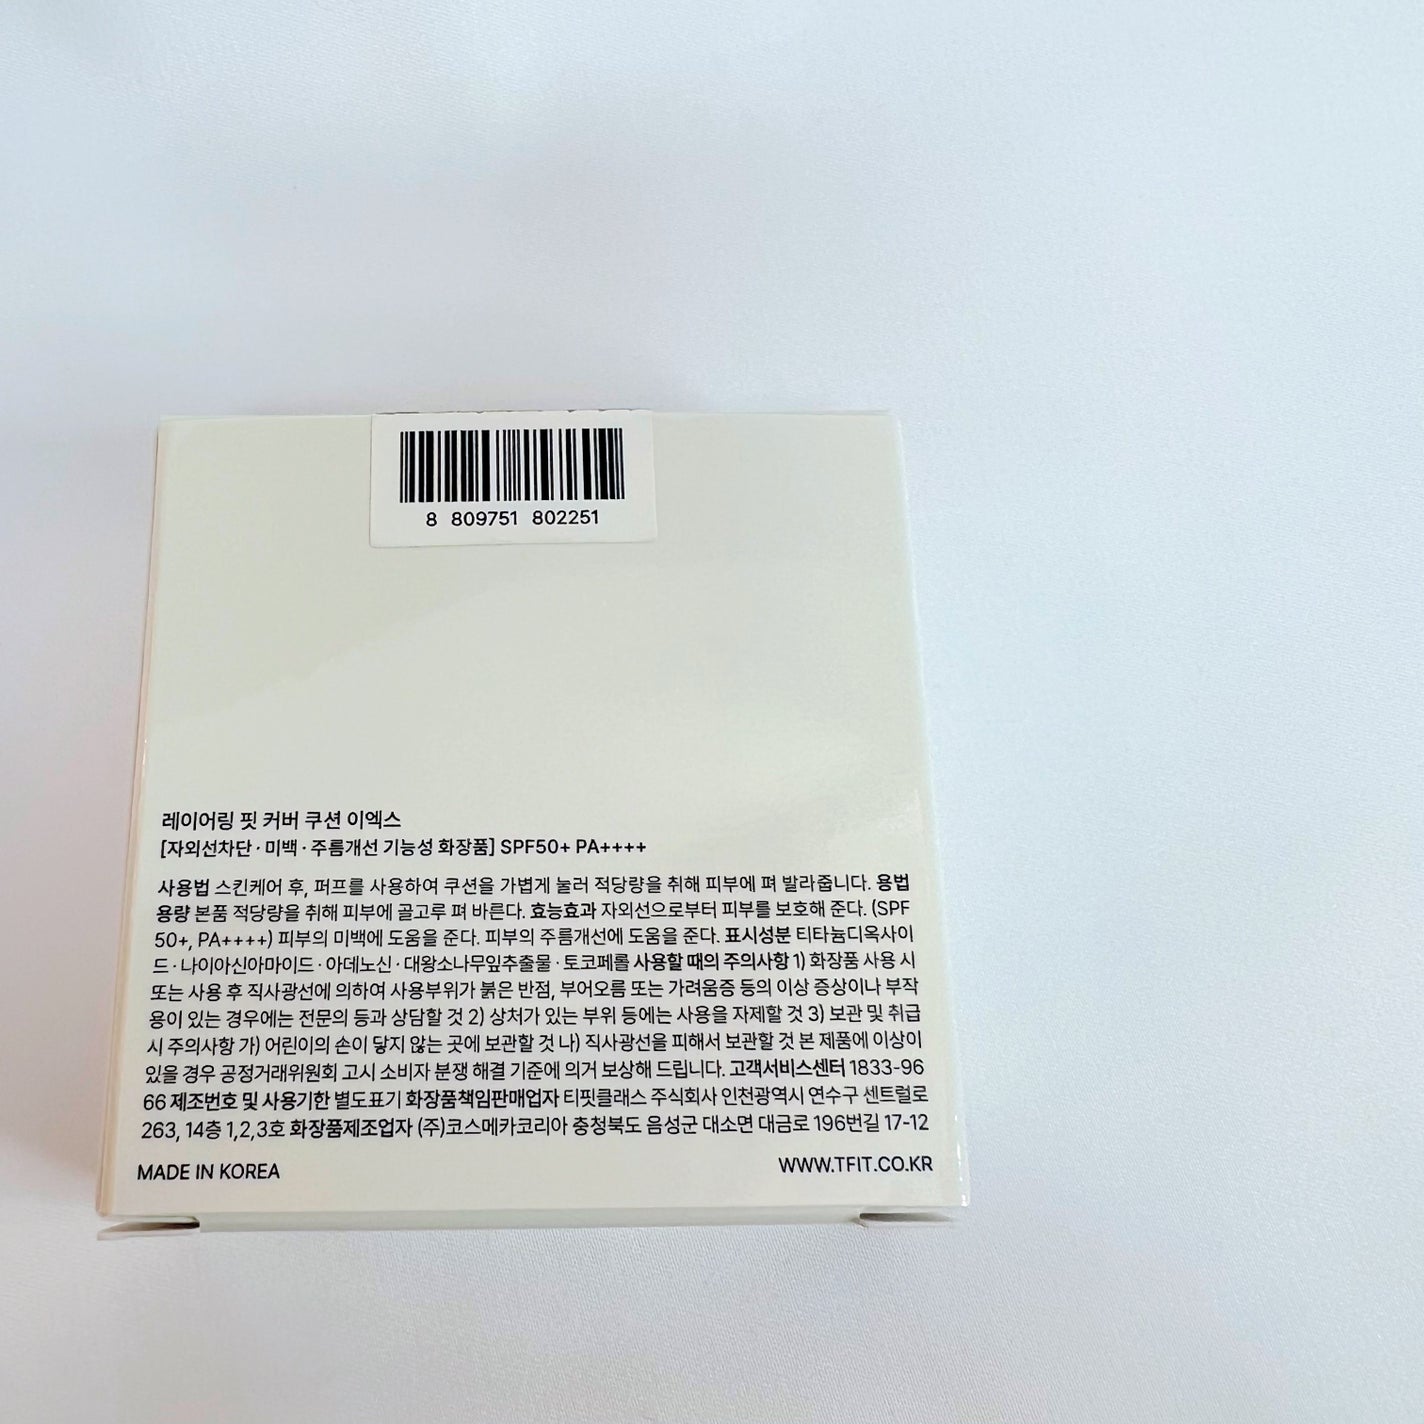 8 809751 802251
레이어링 핏 커버 쿠션 이엑스
[자외선차단 · 미백 · 주름개선 기능성 화장품] SPF50+ PA++++
사용법 스킨케어 후, 퍼프를 사용하여 쿠션을 가볍게 눌러 적당량을 취해 피부에 펴 발라줍니다. 용법
용량 본품 적당량을 취해 피부에 골고루 펴 바른다. 효능효과 자외선으로부터 피부를 보호해 준다. (SPF
50+, PA++++) 피부의 미백에 도움을 준다. 피부의 주름개선에 도움을 준다. 표시성분 티타늄디옥사이
드 · 나이아신아마이드 · 아데노신 · 대왕소나무잎추출물 · 토코페롤 사용할 때의 주의사항 1) 화장품 사용 시
또는 사용 후 직사광선에 의하여 사용부위가 붉은 반점, 부어오름 또는 가려움증 등의 이상 증상이나 부작
용이 있는 경우에는 전문의 등과 상담할 것 2) 상처가 있는 부위 등에는 사용을 자제할 것 3) 보관 및 취급
시 주의사항 가) 어린이의 손이 닿지 않는 곳에 보관할 것 나) 직사광선을 피해서 보관할 것 본 제품에 이상이
있을 경우 공정거래위원회 고시 소비자 분쟁 해결 기준에 의거 보상해 드립니다. 고객서비스센터 1833-96
66 제조번호 및 사용기한 별도표기 화장품책임판매업자 티핏클래스 주식회사 인천광역시 연수구 센트럴로
263, 14층 1,2,3호 화장품제조업자 (주)코스메카코리아 충청북도 음성군 대소면 대금로 196번길 17-12
MADE IN KOREA
WWW.TFIT.CO.KR